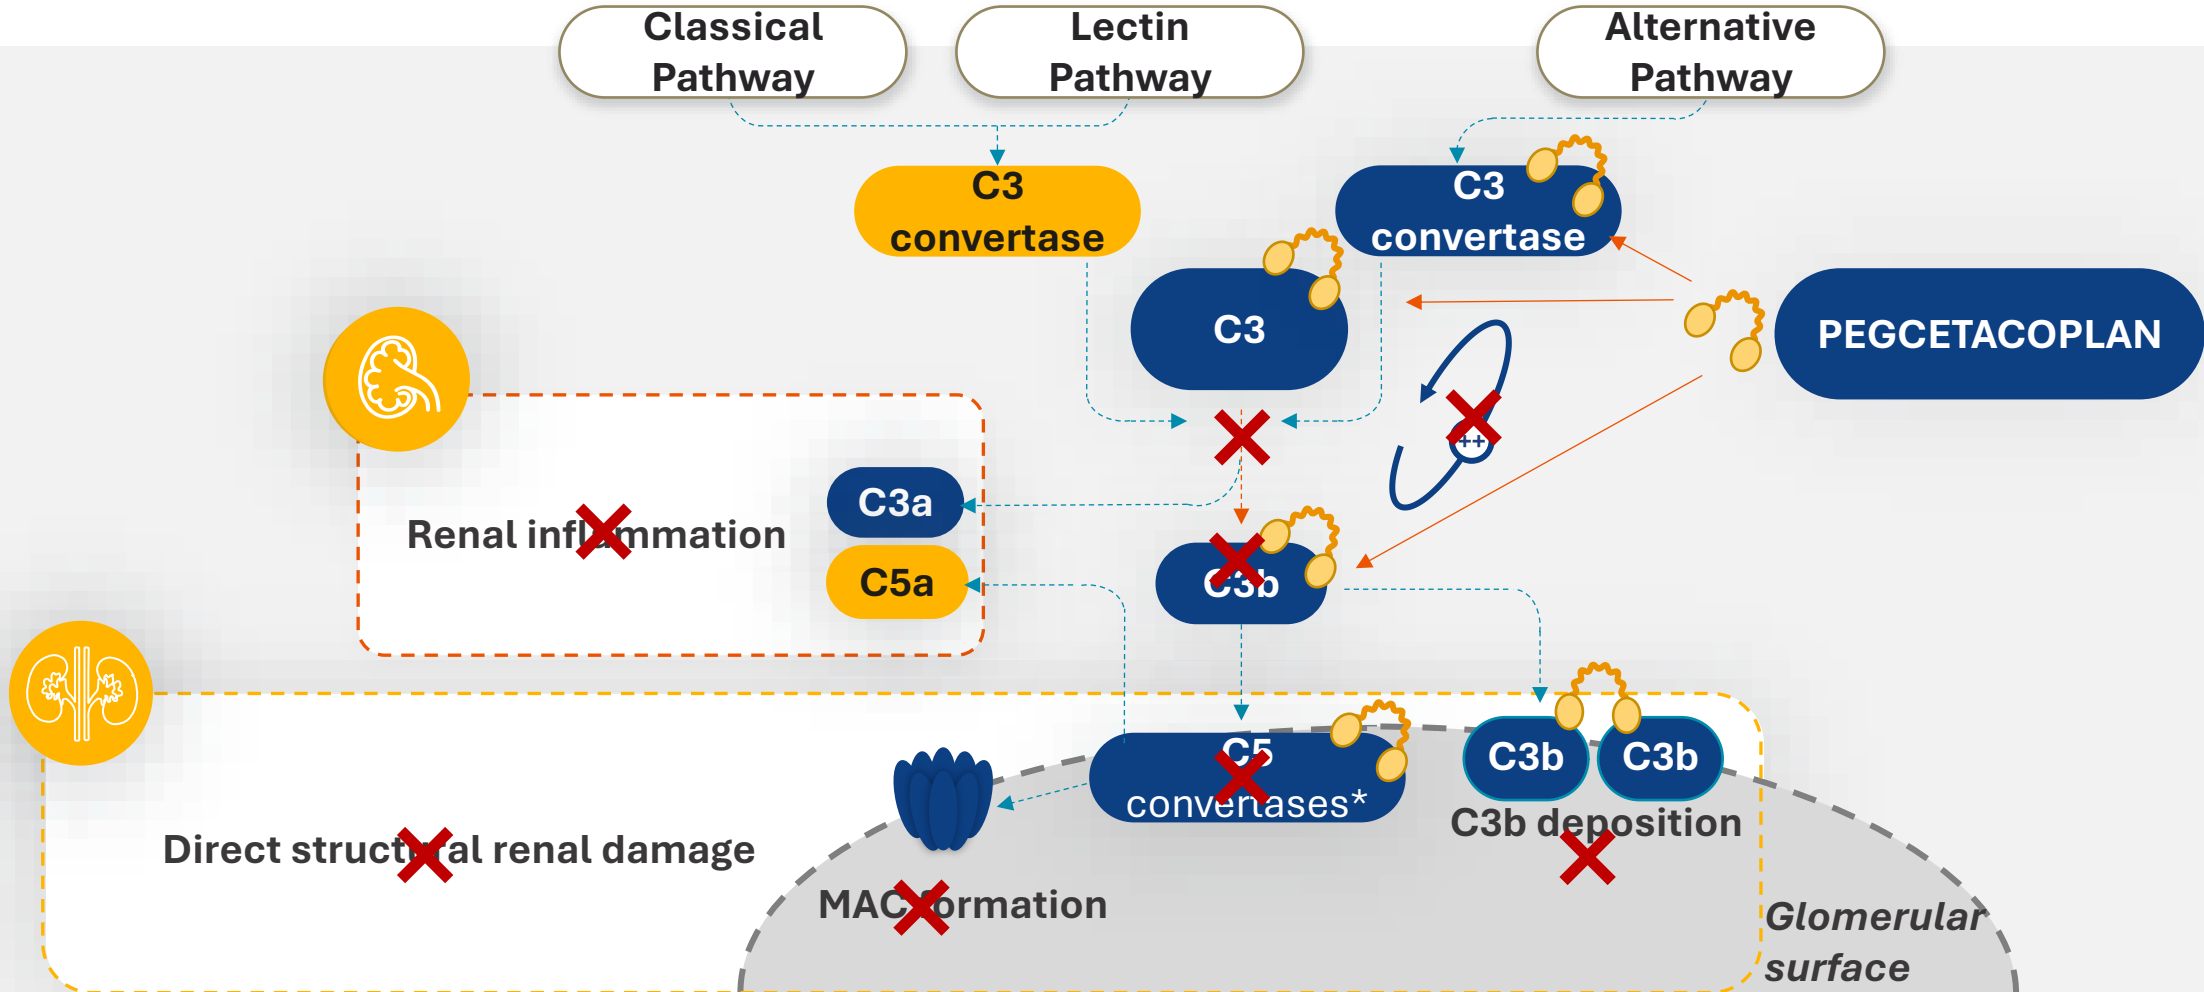 Classical
Pathway
Lectin
Pathway
Alternative
Pathway
C3
convertase
C3
convertase
C3
PEGCETACOPLAN
++
C3a
Renal inflammation
C5a
C3b
C5
convertases*
C3b
C3b
C3b deposition
Direct structural renal damage
MAC formation
Glomerular
surface